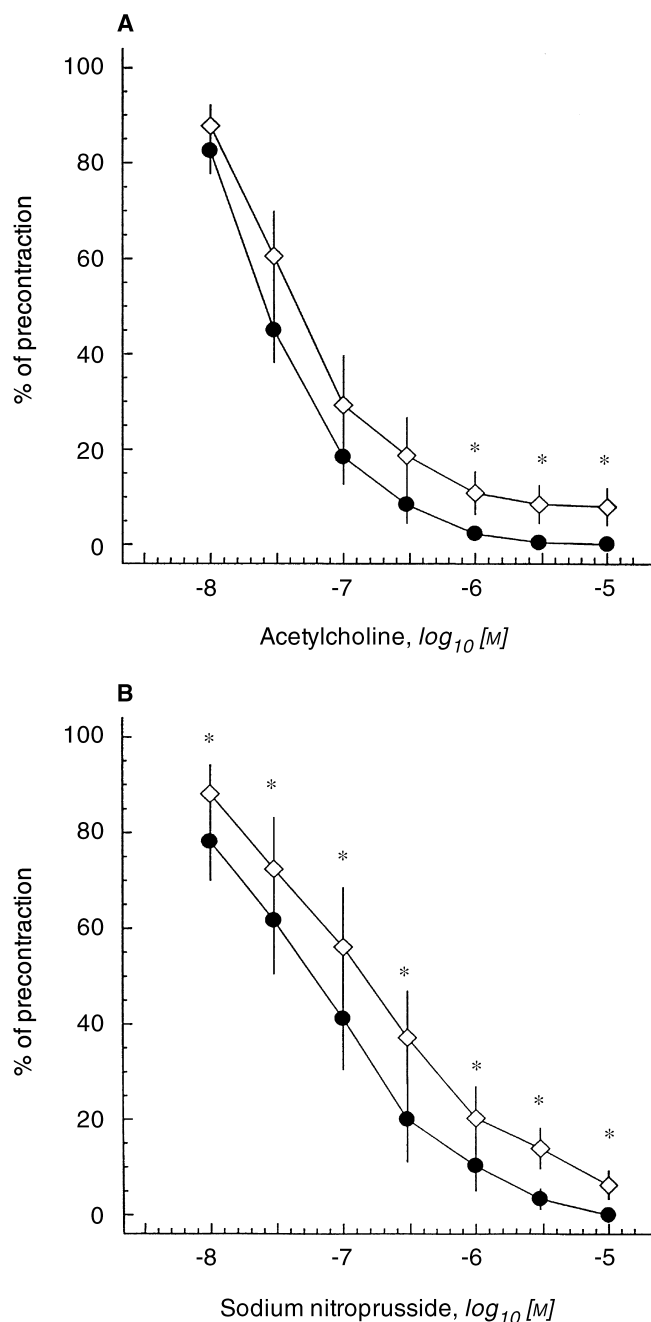 A
100
80
60
40
20
0
% of precontraction
* * *
-8 -7 -6 -5
Acetylcholine, log10 [M]
B
100
80
60
40
20
0
% of precontraction
* * * * * * *
-8 -7 -6 -5
Sodium nitroprusside, log10 [M]